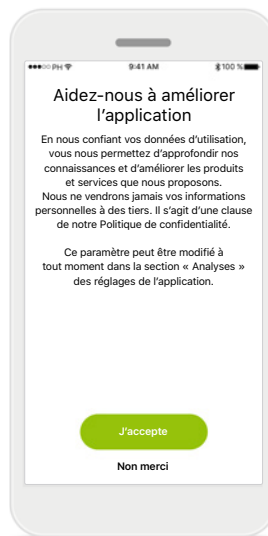 PH 9:41 AM 100 %
Aidez-nous à améliorer
l'application
En nous confiant vos données d'utilisation,
vous nous permettez d'approfondir nos
connaissances et d'améliorer les produits
et services que nous proposons.
Nous ne vendrons jamais vos informations
personnelles à des tiers. Il s'agit d'une clause
de notre Politique de confidentialité.
Ce paramètre peut être modifié à
tout moment dans la section « Analyses »
des réglages de l'application.
J'accepte
Non merci